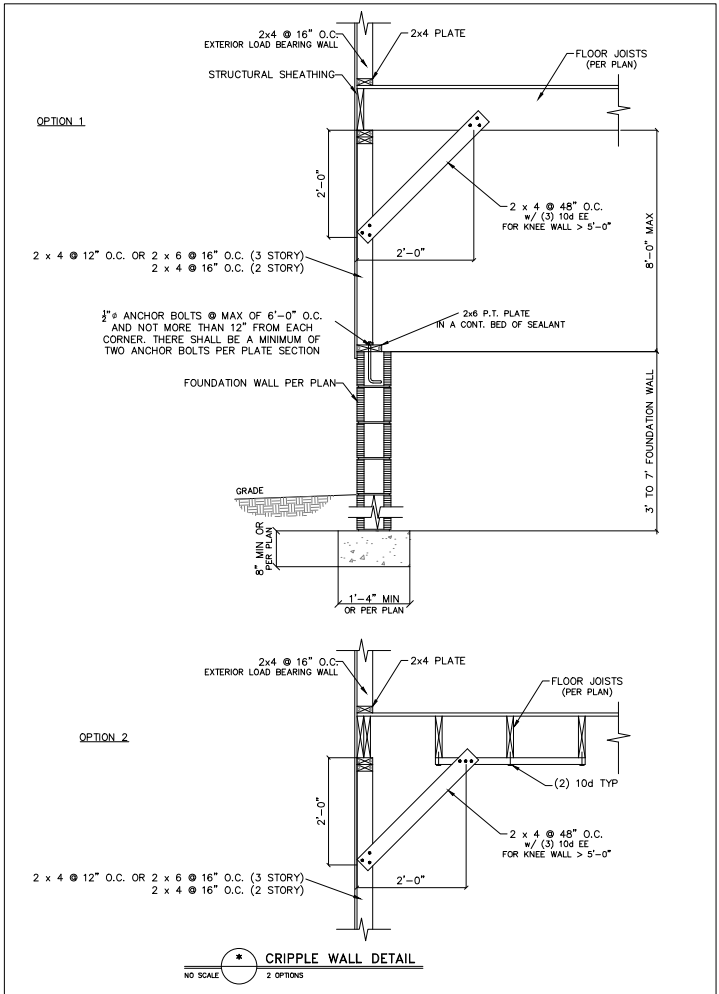 2x4 @ 16" O.C.
EXTERIOR LOAD BEARING WALL
2x4 PLATE
FLOOR JOISTS
(PER PLAN)
STRUCTURAL SHEATHING
OPTION 1
2'-0"
2 x 4 @ 48" O.C.
w/ (3) 10d EE
FOR KNEE WALL > 5'-0"
2'-0"
8'-0" MAX
2 x 4 @ 12" O.C. OR 2 x 6 @ 16" O.C. (3 STORY)
2 x 4 @ 16" O.C. (2 STORY)
½"ø ANCHOR BOLTS @ MAX OF 6'-0" O.C.
AND NOT MORE THAN 12" FROM EACH
CORNER. THERE SHALL BE A MINIMUM OF
TWO ANCHOR BOLTS PER PLATE SECTION
2x6 P.T. PLATE
IN A CONT. BED OF SEALANT
FOUNDATION WALL PER PLAN
3' TO 7' FOUNDATION WALL
GRADE
8" MIN OR
PER PLAN
1'-4" MIN
OR PER PLAN
2x4 @ 16" O.C.
EXTERIOR LOAD BEARING WALL
2x4 PLATE
FLOOR JOISTS
(PER PLAN)
OPTION 2
(2) 10d TYP
2'-0"
2 x 4 @ 48" O.C.
w/ (3) 10d EE
FOR KNEE WALL > 5'-0"
2'-0"
2 x 4 @ 12" O.C. OR 2 x 6 @ 16" O.C. (3 STORY)
2 x 4 @ 16" O.C. (2 STORY)
* CRIPPLE WALL DETAIL
NO SCALE 2 OPTIONS